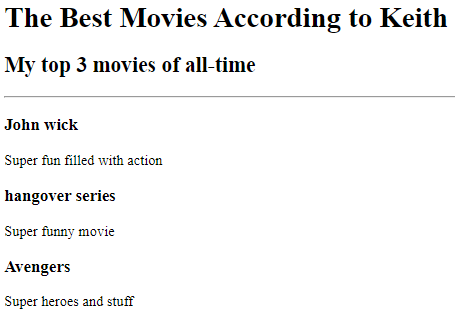 The Best Movies According to Keith
My top 3 movies of all-time
John wick
Super fun filled with action
hangover series
Super funny movie
Avengers
Super heroes and stuff